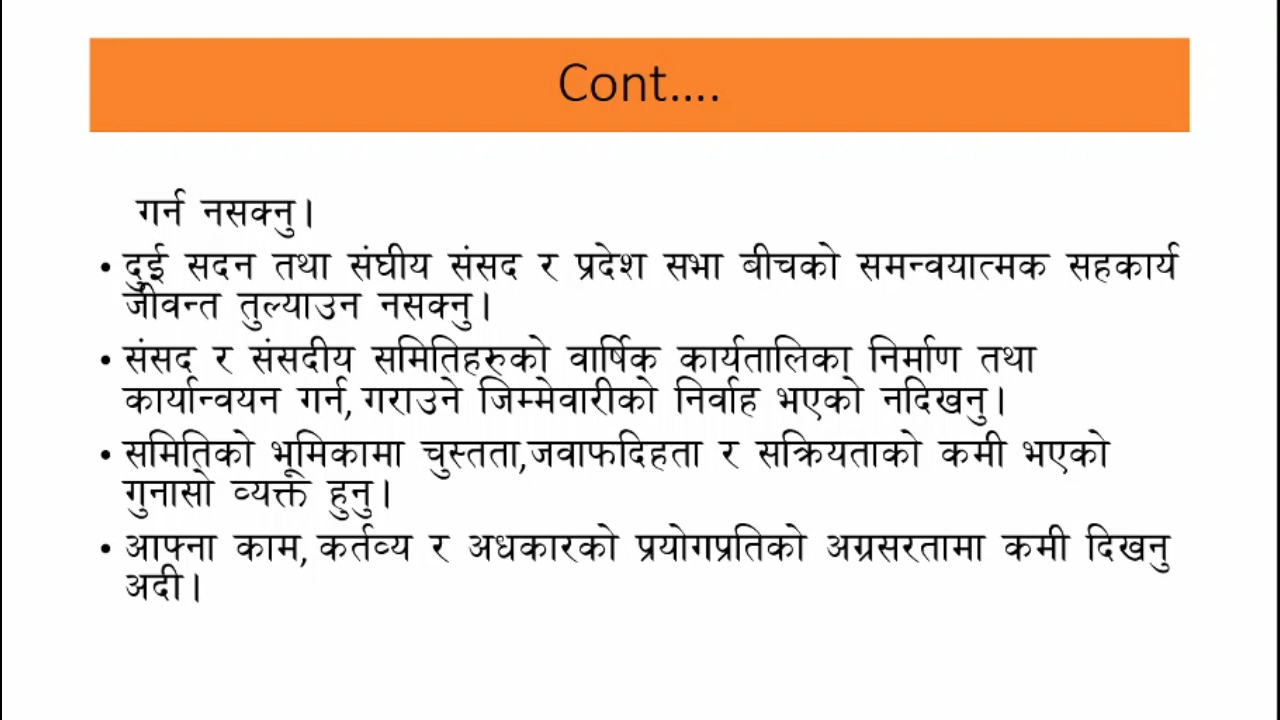 Cont….
गर्न नसक्नु।
• दुई सदन तथा संघीय संसद र प्रदेश सभा बीचको समन्वयात्मक सहकार्य
जीवन्त तुल्याउन नसक्नु।
• संसद र संसदीय समितिहरुको वार्षिक कार्यतालिका निर्माण तथा
कार्यान्वयन गर्न, गराउने जिम्मेवारीको निर्वाह भएको नदिखनु।
• समितिको भूमिकामा चुस्तता,जवाफदिहता र सक्रियताको कमी भएको
गुनासो व्यक्त हुनु।
• आफ्ना काम, कर्तव्य र अधकारको प्रयोगप्रतिको अग्रसरतामा कमी दिखनु
अदी।